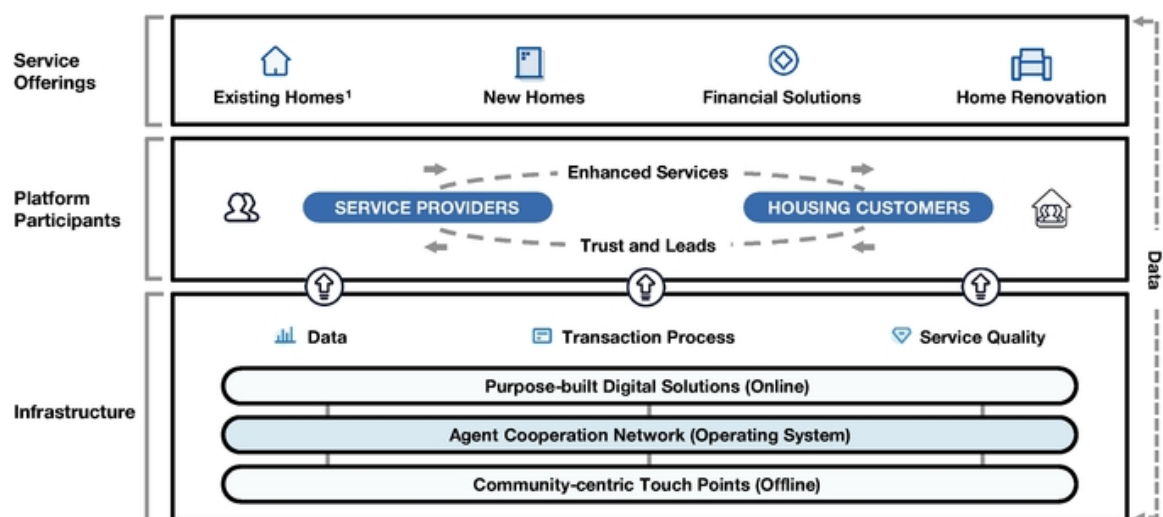 Service
Offerings
Existing Homes¹
New Homes
Financial Solutions
Home Renovation
Platform
Participants
Enhanced Services
SERVICE PROVIDERS
HOUSING CUSTOMERS
Trust and Leads
Data
Infrastructure
Data
Transaction Process
Service Quality
Purpose-built Digital Solutions (Online)
Agent Cooperation Network (Operating System)
Community-centric Touch Points (Offline)